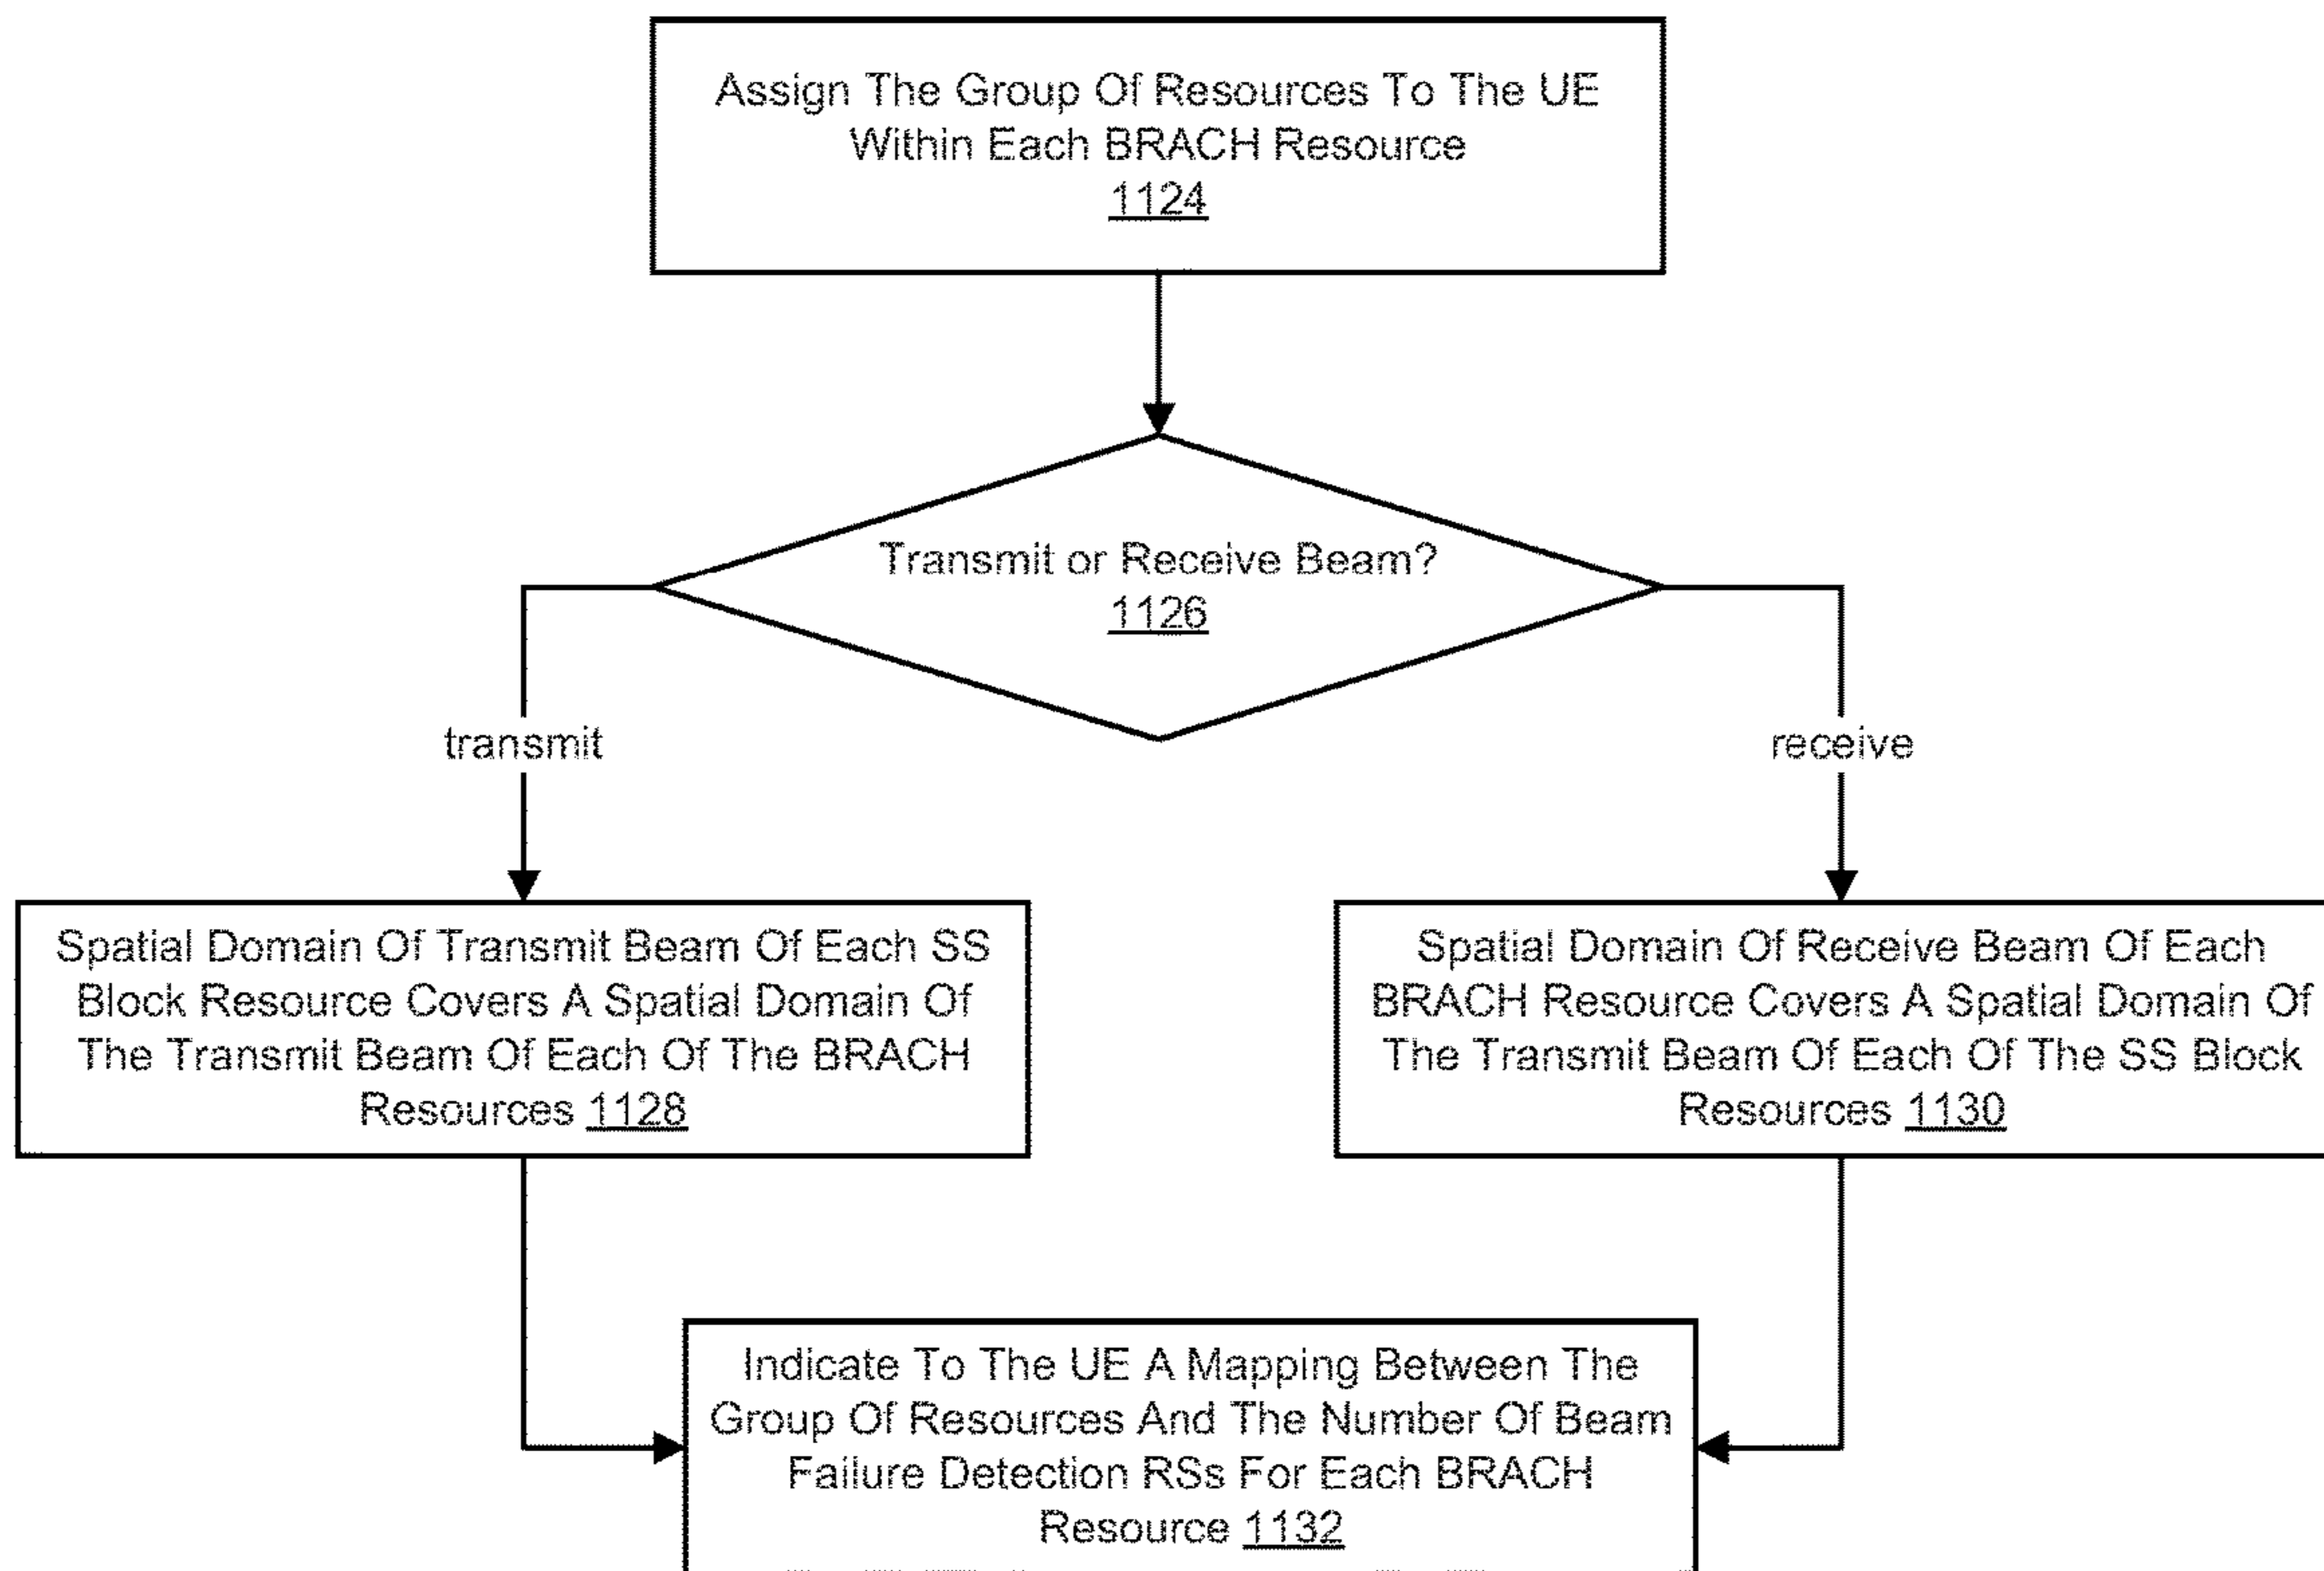 Assign The Group Of Resources To The UE
Within Each BRACH Resource
1124
Transmit or Receive Beam?
1126
transmit
receive
Spatial Domain Of Transmit Beam Of Each SS
Block Resource Covers A Spatial Domain Of
The Transmit Beam Of Each Of The BRACH
Resources 1128
Spatial Domain Of Receive Beam Of Each
BRACH Resource Covers A Spatial Domain Of
The Transmit Beam Of Each Of The SS Block
Resources 1130
Indicate To The UE A Mapping Between The
Group Of Resources And The Number Of Beam
Failure Detection RSs For Each BRACH
Resource 1132